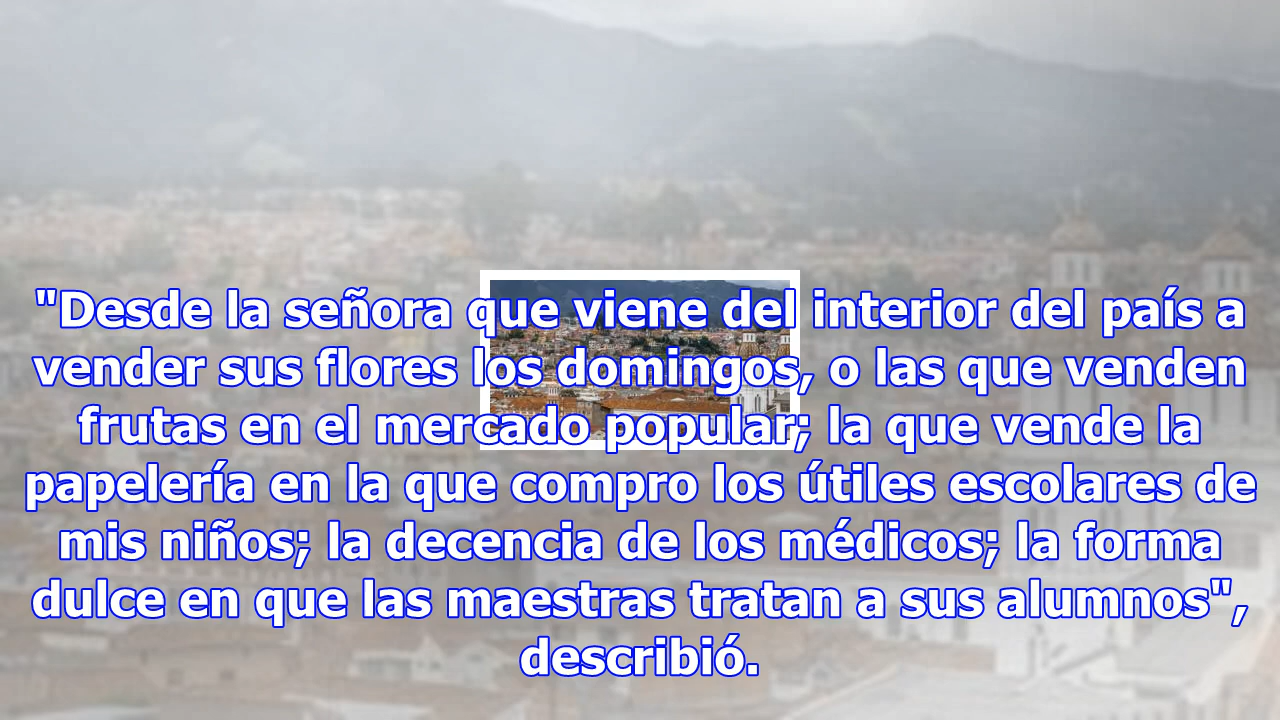 "Desde la señora que viene del interior del país a
vender sus flores los domingos, o las que venden
frutas en el mercado popular; la que vende la
papelería en la que compro los útiles escolares de
mis niños; la decencia de los médicos; la forma
dulce en que las maestras tratan a sus alumnos",
describió.